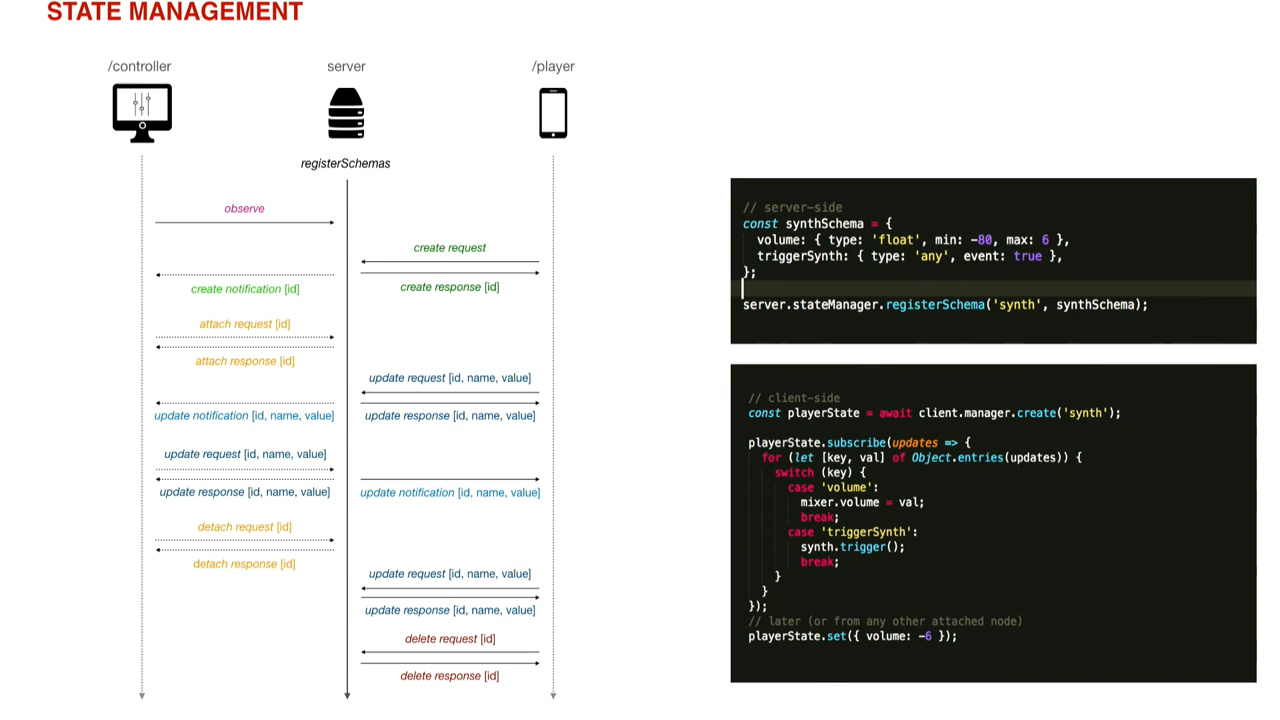 STATE MANAGEMENT
/controller
server
/player
registerSchemas
observe
create request
create notification [id]
create response [id]
attach request [id]
attach response [id]
update request [id, name, value]
update notification [id, name, value]
update response [id, name, value]
update request [id, name, value]
update response [id, name, value]
update notification [id, name, value]
detach request [id]
detach response [id]
update request [id, name, value]
update response [id, name, value]
delete request [id]
delete response [id]
// server-side
const synthSchema = {
  volume: { type: 'float', min: -80, max: 6 },
  triggerSynth: { type: 'any', event: true },
};
server.stateManager.registerSchema('synth', synthSchema);
// client-side
const playerState = await client.manager.create('synth');
playerState.subscribe(updates => {
  for (let [key, val] of Object.entries(updates)) {
    switch (key) {
      case 'volume':
        mixer.volume = val;
        break;
      case 'triggerSynth':
        synth.trigger();
        break;
    }
  }
});
// later (or from any other attached node)
playerState.set({ volume: -6 });